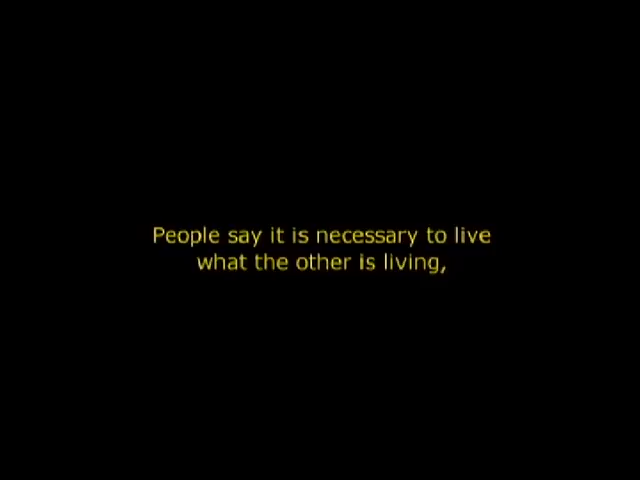 People say it is necessary to live
what the other is living,